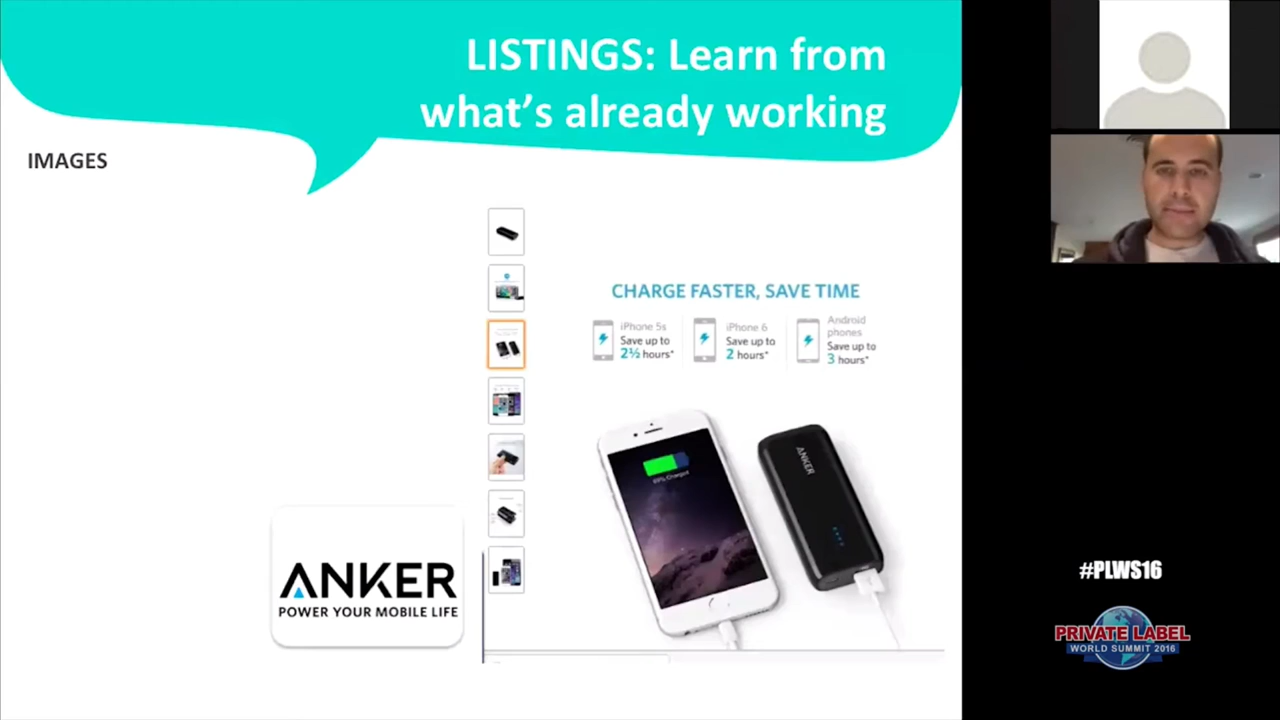 LISTINGS: Learn from
what's already working
IMAGES
CHARGE FASTER, SAVE TIME
iPhone 5s
Save up to
2½ hours*
iPhone 6
Save up to
2 hours*
Android
phones
Save up to
3 hours*
ANKER
ANKER
POWER YOUR MOBILE LIFE
#PLWS16
PRIVATE LABEL
WORLD SUMMIT 2016